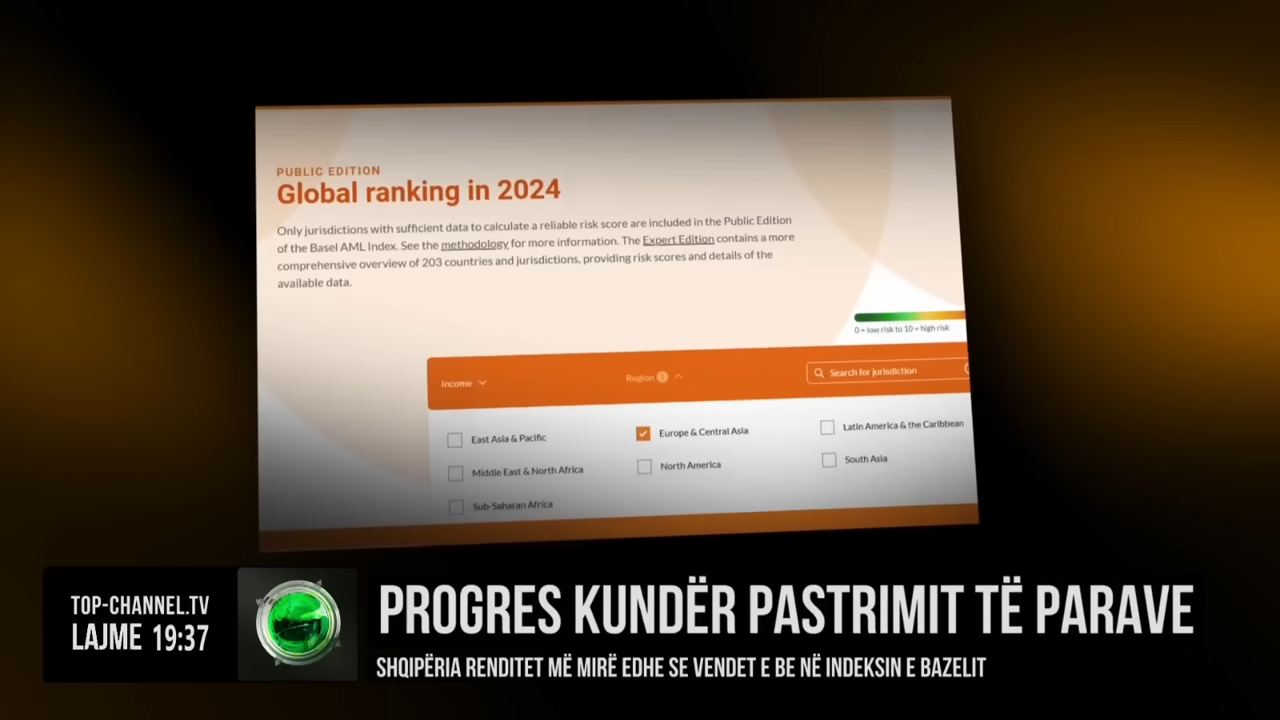 PUBLIC EDITION
Global ranking in 2024
Only jurisdictions with sufficient data to calculate a reliable risk score are included in the Public Edition
of the Basel AML Index. See the methodology for more information. The Expert Edition contains a more
comprehensive overview of 203 countries and jurisdictions, providing risk scores and details of the
available data.
0 = low risk to 10 = high risk
Income
Region 1
Search for jurisdiction
East Asia & Pacific
Europe & Central Asia
Latin America & the Caribbean
Middle East & North Africa
North America
South Asia
Sub-Saharan Africa
TOP-CHANNEL.TV
LAJME 19:37
PROGRES KUNDËR PASTRIMIT TË PARAVE
SHQIPËRIA RENDITET MË MIRË EDHE SE VENDET E BE NË INDEKSIN E BAZELIT